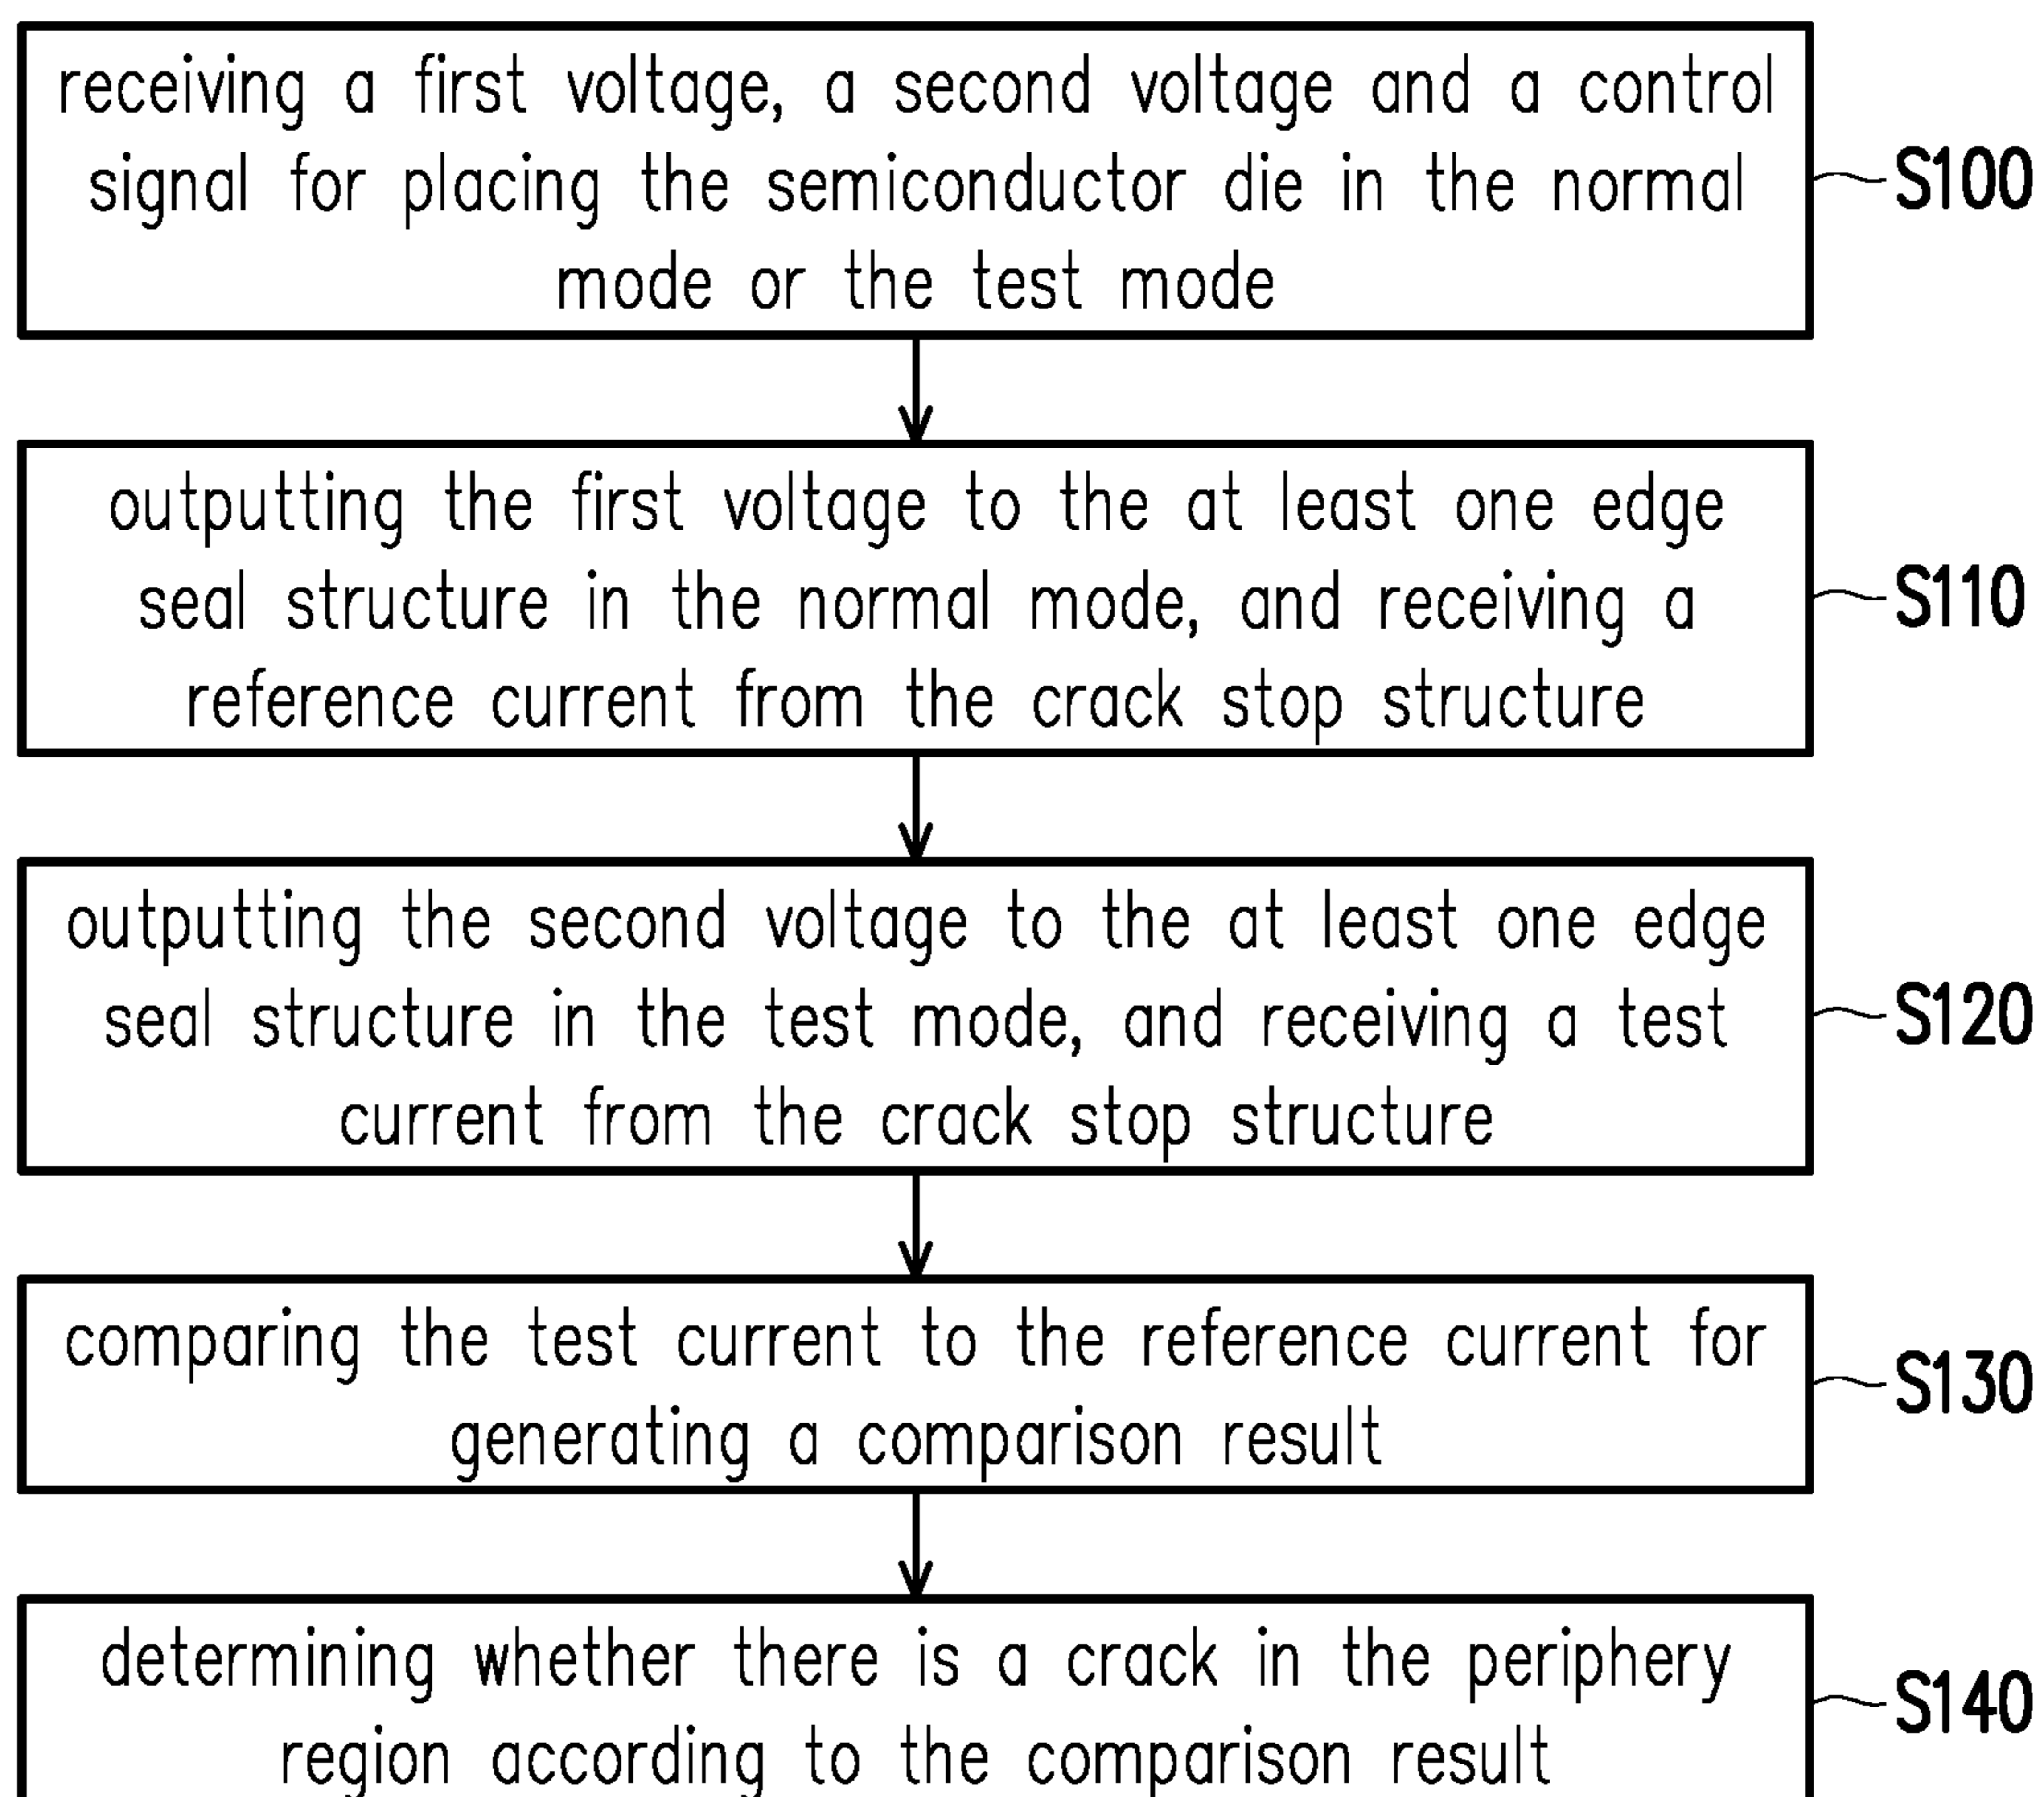 receiving a first voltage, a second voltage and a control
signal for placing the semiconductor die in the normal
mode or the test mode
S100
outputting the first voltage to the at least one edge
seal structure in the normal mode, and receiving a
reference current from the crack stop structure
S110
outputting the second voltage to the at least one edge
seal structure in the test mode, and receiving a test
current from the crack stop structure
S120
comparing the test current to the reference current for
generating a comparison result
S130
determining whether there is a crack in the periphery
region according to the comparison result
S140